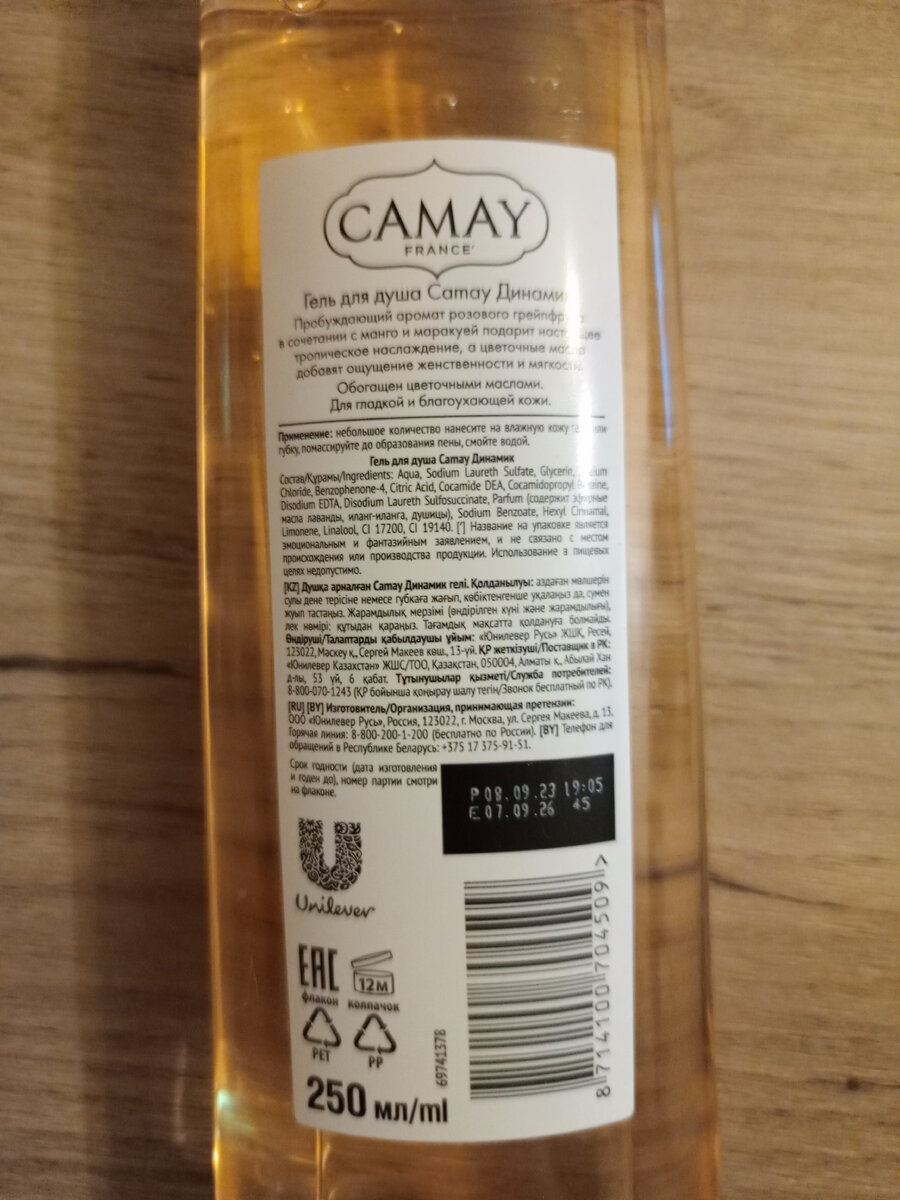 CAMAY
FRANCE*
Гель для душа Camay Динамик
Пробуждающий аромат розового грейпфрута
в сочетании с манго и маракуей подарит настоящее
тропическое наслаждение, а цветочные масла
добавят ощущение женственности и мягкости.
Обогащен цветочными маслами.
Для гладкой и благоухающей кожи.
Применение: небольшое количество нанесите на влажную кожу или
губку, помассируйте до образования пены, смойте водой.
Гель для душа Camay Динамик
Состав/Құрамы/Ingredients: Aqua, Sodium Laureth Sulfate, Glycerin, Sodium
Chloride, Benzophenone-4, Citric Acid, Cocamide DEA, Cocamidopropyl Betaine,
Disodium EDTA, Disodium Laureth Sulfosuccinate, Parfum (содержит эфирные
масла лаванды, иланг-иланга, душицы), Sodium Benzoate, Hexyl Cinnamal,
Limonene, Linalool, CI 17200, CI 19140. [*] Название на упаковке является
эмоциональным и фантазийным заявлением, и не связано с местом
происхождения или производства продукции. Использование в пищевых
целях недопустимо.
[KZ] Душқа арналған Camay Динамик гелі. Қолданылуы: аздаған мөлшерін
сулы дене терісіне немесе губкаға жағып, көбіктенгенше уқалаңыз да, сумен
жуып тастаңыз. Жарамдылық мерзімі (өндірілген күні және жарамдылығы),
лек нөмірі: құтыдан қараңыз. Тағамдық мақсатта қолдануға болмайды.
Өндіруші/Талаптарды қабылдаушы ұйым: «Юнилевер Русь» ЖШҚ, Ресей,
123022, Мәскеу қ., Сергей Макеев көш., 13-үй. ҚР жеткізуші/Поставщик в РК:
«Юнилевер Казахстан» ЖШС/ТОО, Қазақстан, 050004, Алматы қ., Абылай Хан
д-лы, 53 үй, 6 қабат. Тұтынушылар қызметі/Служба потребителей:
8-800-070-1243 (ҚР бойынша қоңырау шалу тегін/Звонок бесплатный по РК).
[RU] [BY] Изготовитель/Организация, принимающая претензии:
ООО «Юнилевер Русь», Россия, 123022, г. Москва, ул. Сергея Макеева, д. 13.
Горячая линия: 8-800-200-1-200 (бесплатно по России). [BY] Телефон для
обращений в Республике Беларусь: +375 17 375-91-51.
Срок годности (дата изготовления
и годен до), номер партии смотри
на флаконе.
P 08.09.23 19:05
E 07.09.26 45
Unilever
EAC
12м
флакон колпачок
PET
PP
69741378
8714100704509
250 мл/ml